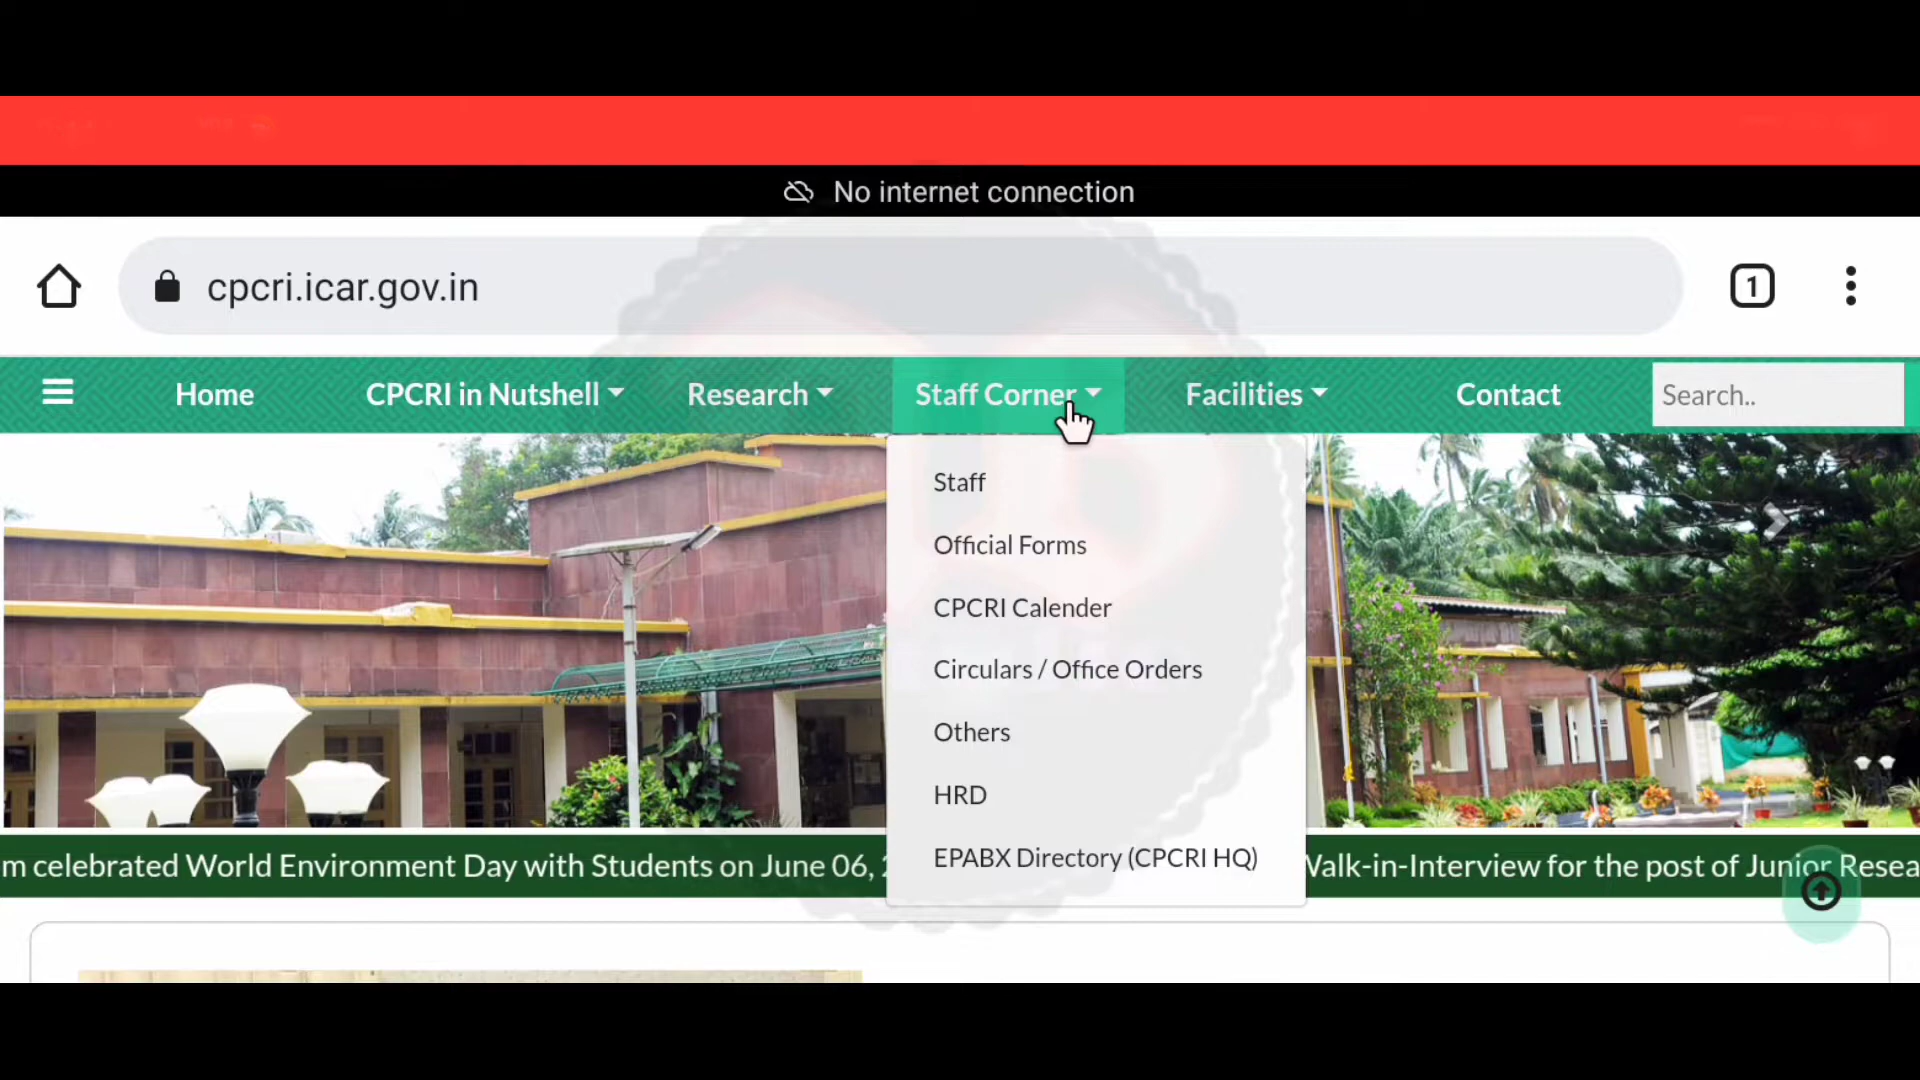 No internet connection
cpcri.icar.gov.in
1
Home CPCRI in Nutshell Research Staff Corner Facilities Contact Search..
Staff
Official Forms
CPCRI Calender
Circulars / Office Orders
Others
HRD
EPABX Directory (CPCRI HQ)
m celebrated World Environment Day with Students on June 06, Walk-in-Interview for the post of Junior Resea